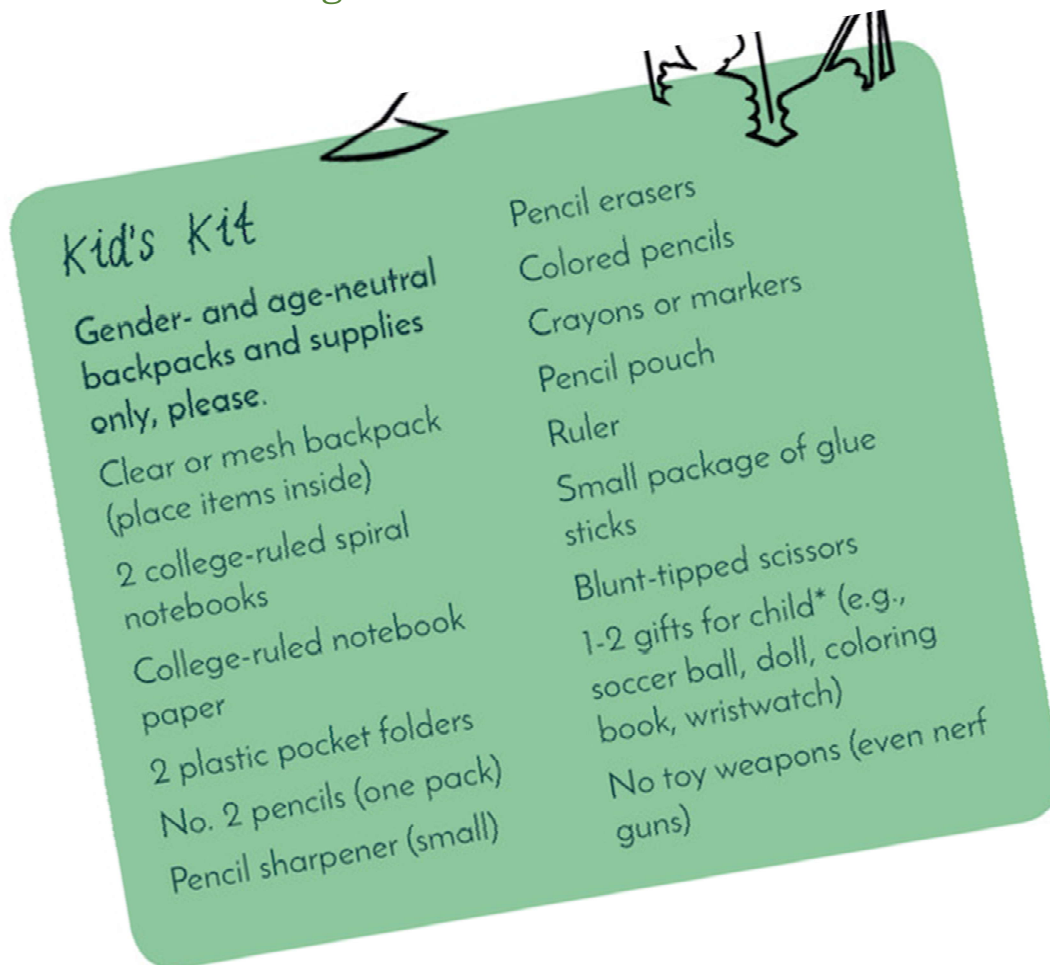 Kid's Kit
Gender- and age-neutral
backpacks and supplies
only, please.
Clear or mesh backpack
(place items inside)
2 college-ruled spiral
notebooks
College-ruled notebook
paper
2 plastic pocket folders
No. 2 pencils (one pack)
Pencil sharpener (small)
Pencil erasers
Colored pencils
Crayons or markers
Pencil pouch
Ruler
Small package of glue
sticks
Blunt-tipped scissors
1-2 gifts for child* (e.g.,
soccer ball, doll, coloring
book, wristwatch)
No toy weapons (even nerf
guns)